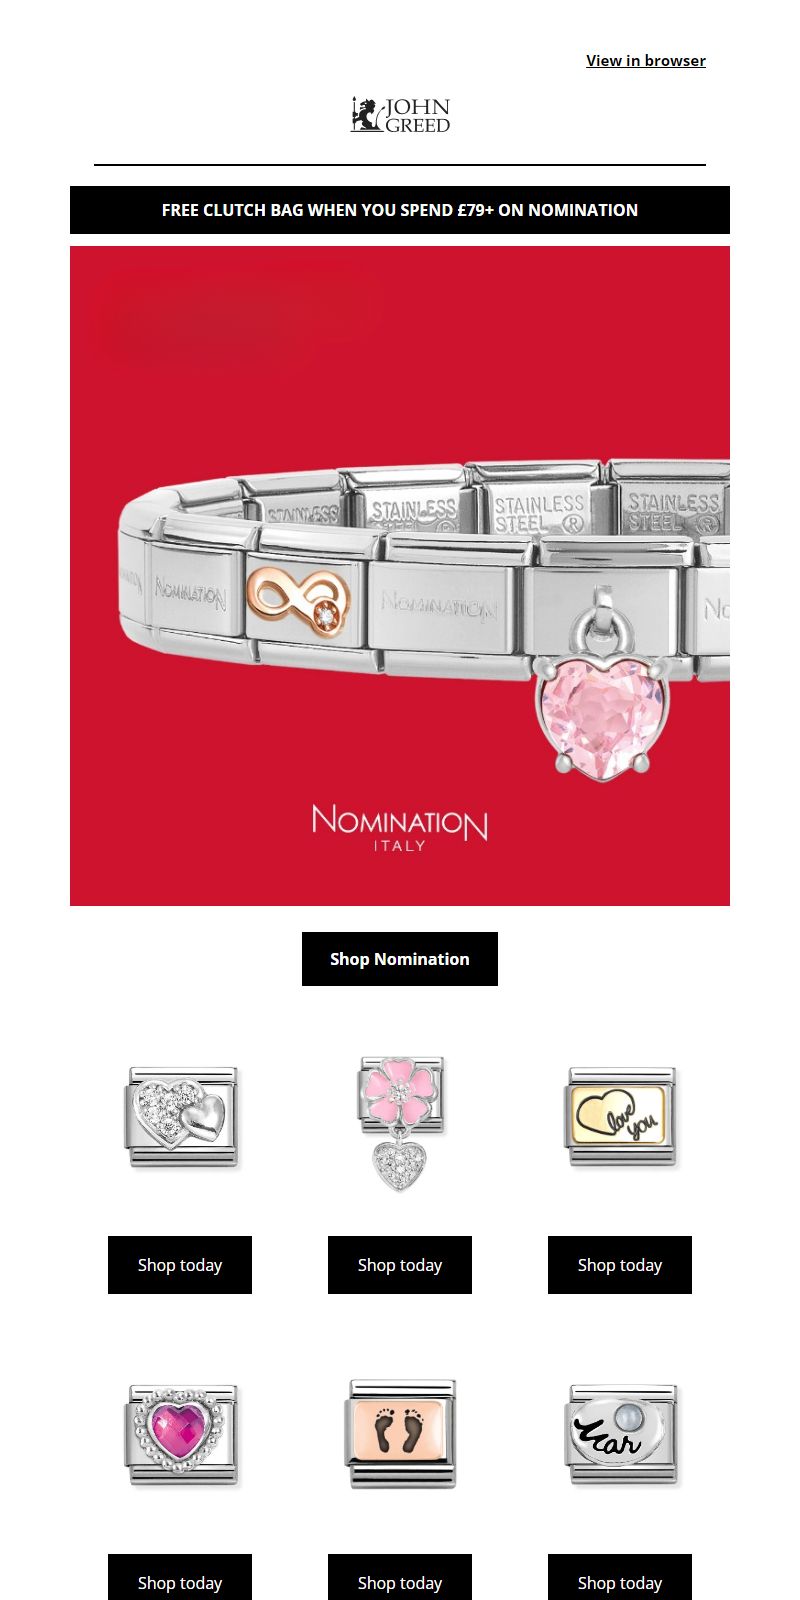 View in browser
JOHN
GREED
FREE CLUTCH BAG WHEN YOU SPEND £79+ ON NOMINATION
STAINLESS
STAINLESS
STEEL
STAINLESS
STEEL ®
STAINLESS
STEEL ®
NOMINATION
NOMINATION
NOMINATION
ITALY
Shop Nomination
love
you
Shop today
Shop today
Shop today
Mar
Shop today
Shop today
Shop today